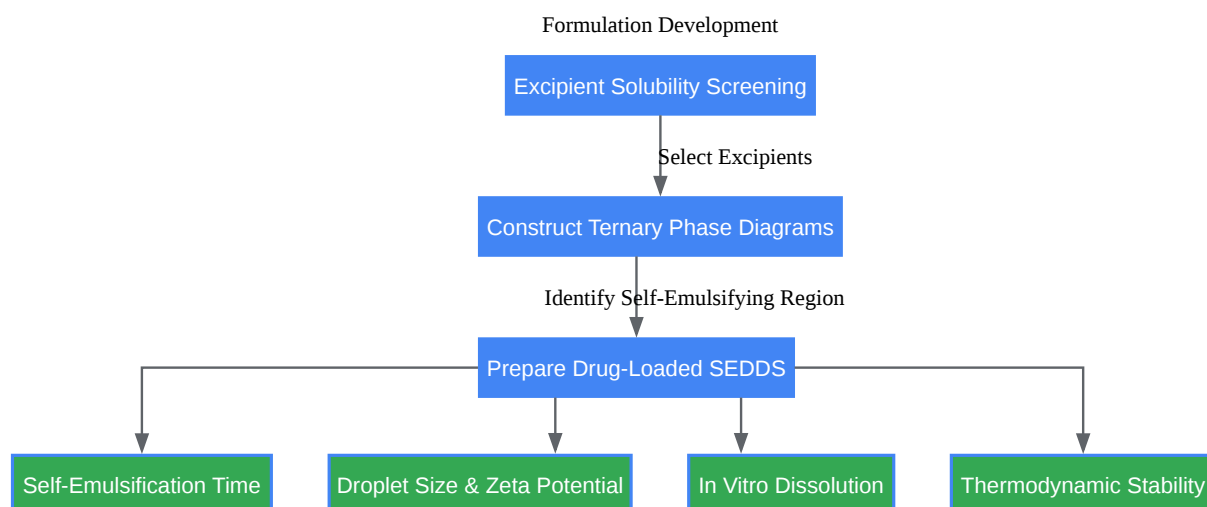 Formulation Development
Excipient Solubility Screening
Select Excipients
Construct Ternary Phase Diagrams
Identify Self-Emulsifying Region
Prepare Drug-Loaded SEDDS
Self-Emulsification Time
Droplet Size & Zeta Potential
In Vitro Dissolution
Thermodynamic Stability